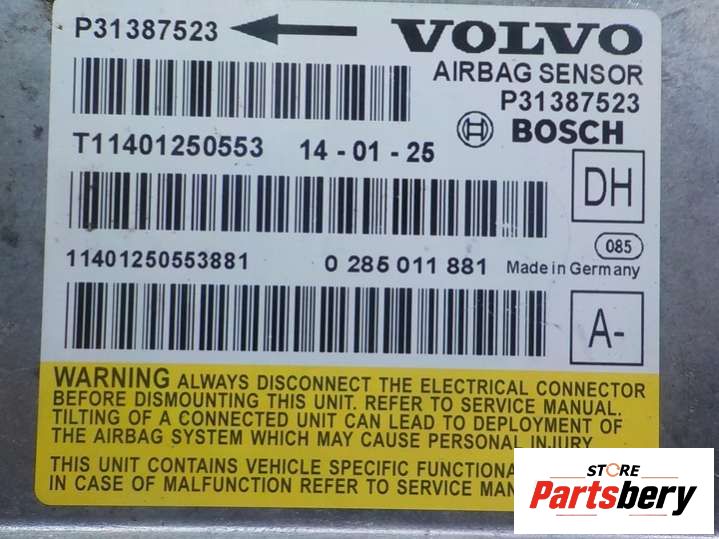 P31387523
VOLVO
AIRBAG SENSOR
P31387523
BOSCH
T11401250553 14 - 01 - 25
DH
085
11401250553881 0 285 011 881 Made in Germany
A-
WARNING ALWAYS DISCONNECT THE ELECTRICAL CONNECTOR
BEFORE DISMOUNTING THIS UNIT. REFER TO SERVICE MANUAL.
TILTING OF A CONNECTED UNIT CAN LEAD TO DEPLOYMENT OF
THE AIRBAG SYSTEM WHICH MAY CAUSE PERSONAL INJURY.
THIS UNIT CONTAINS VEHICLE SPECIFIC
IN CASE OF MALFUNCTION REFER TO SERVICE
STORE
Partsbery